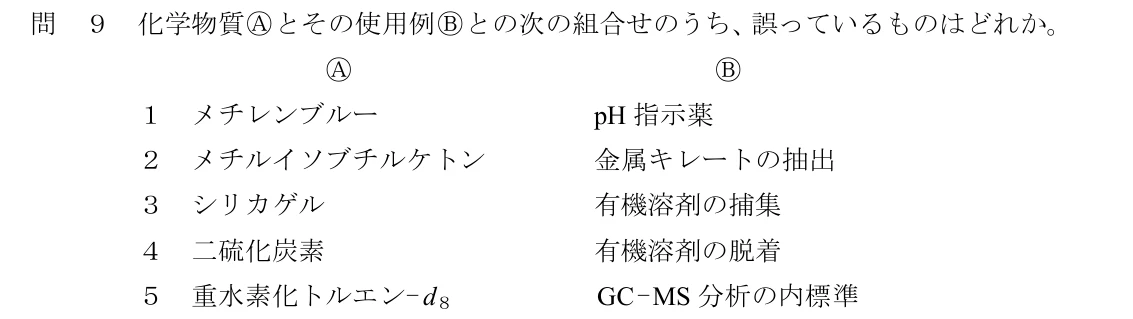 問 9 化学物質Ⓐとその使用例Ⓑとの次の組合せのうち、誤っているものはどれか。
Ⓐ Ⓑ
1 メチレンブルー pH 指示薬
2 メチルイソブチルケトン 金属キレートの抽出
3 シリカゲル 有機溶剤の捕集
4 二硫化炭素 有機溶剤の脱着
5 重水素化トルエン-d₈ GC-MS 分析の内標準